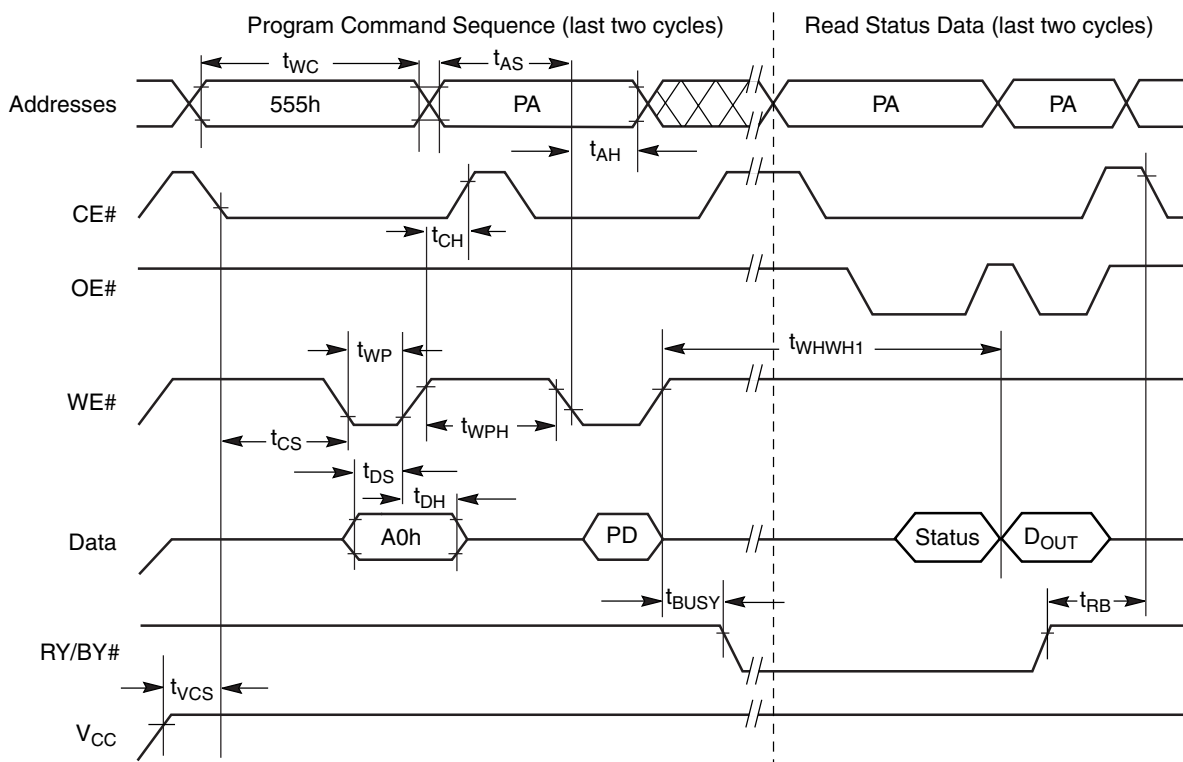 Program Command Sequence (last two cycles) Read Status Data (last two cycles)
tWC tAS
Addresses 555h PA PA PA
tAH
CE#
tCH
OE#
tWP tWHWH1
WE#
tCS tWPH
tDS
tDH
Data A0h PD Status DOUT
tBUSY tRB
RY/BY#
tVCS
VCC